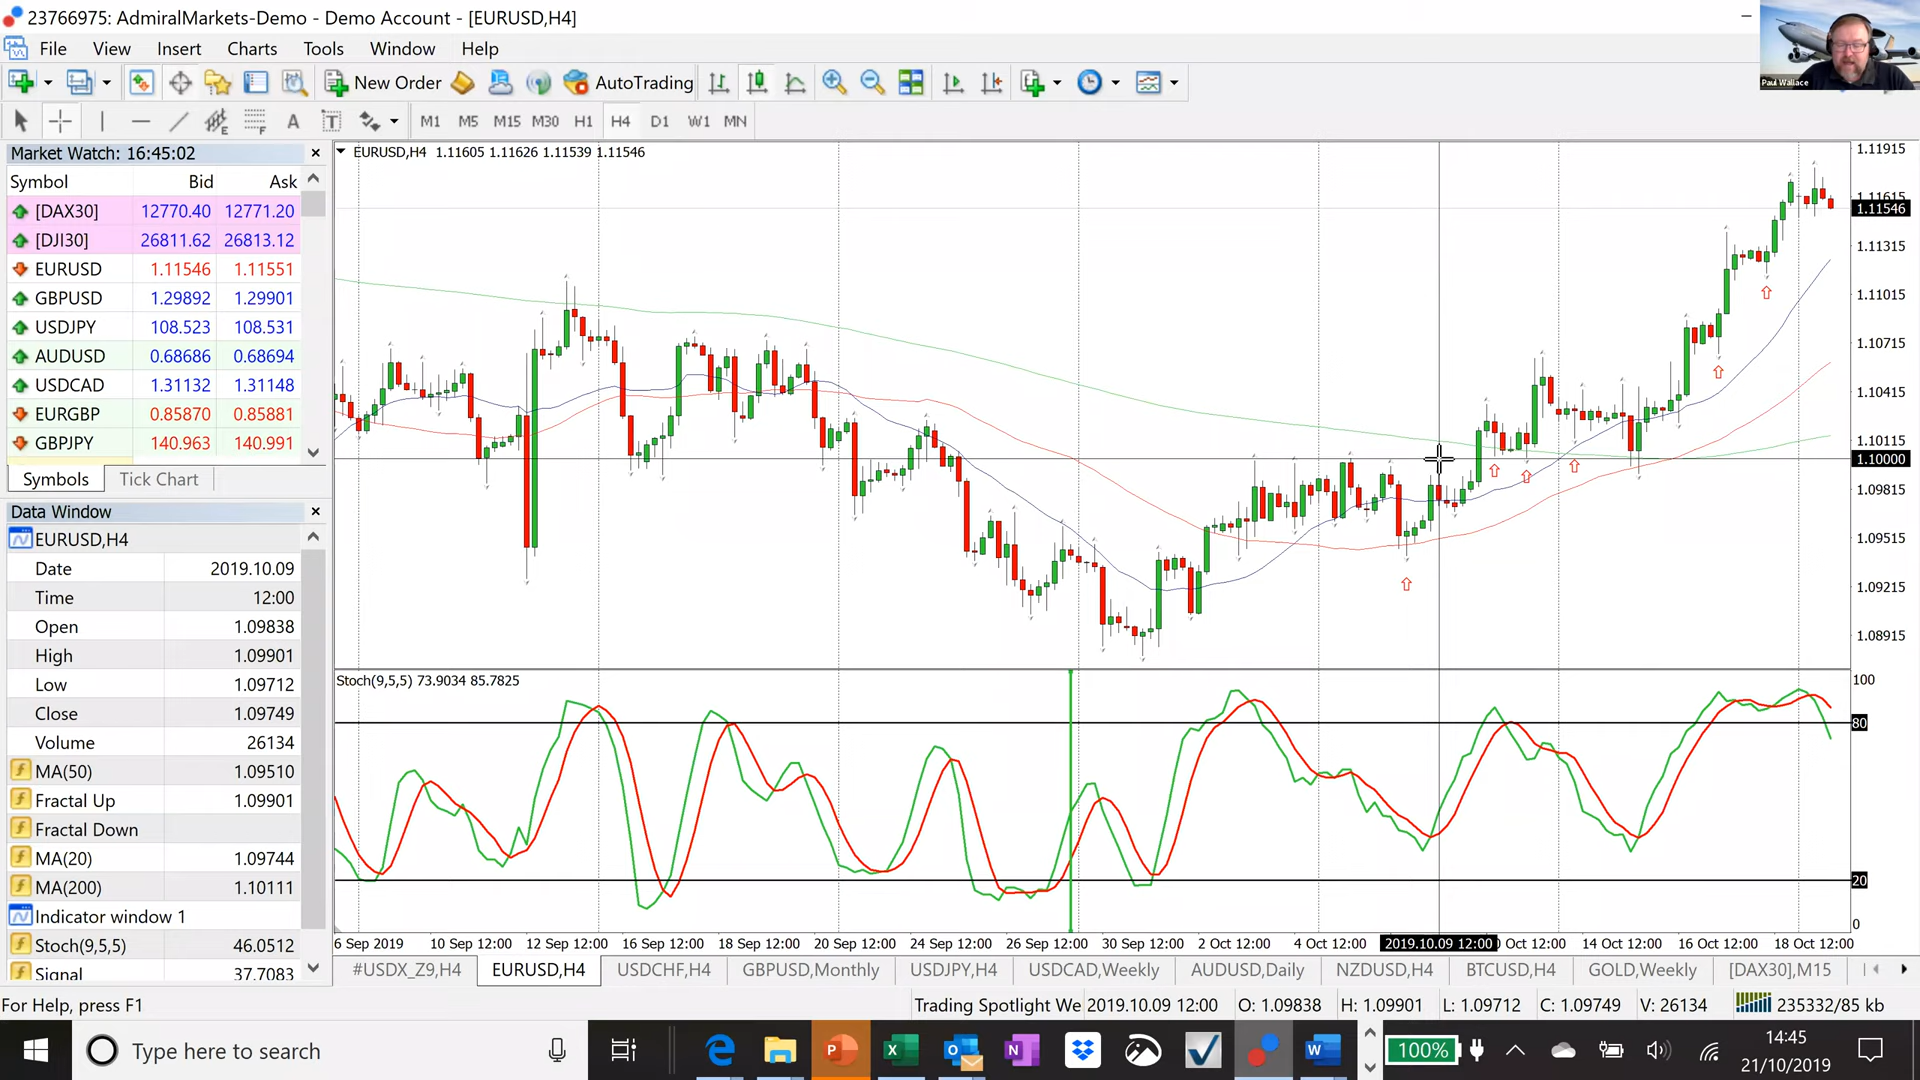 23766975: AdmiralMarkets-Demo - Demo Account - [EURUSD,H4]
Paul Wallace
File View Insert Charts Tools Window Help
New Order AutoTrading
E F A T M1 M5 M15 M30 H1 H4 D1 W1 MN
Market Watch: 16:45:02
Symbol Bid Ask
[DAX30] 12770.40 12771.20
[DJI30] 26811.62 26813.12
EURUSD 1.11546 1.11551
GBPUSD 1.29892 1.29901
USDJPY 108.523 108.531
AUDUSD 0.68686 0.68694
USDCAD 1.31132 1.31148
EURGBP 0.85870 0.85881
GBPJPY 140.963 140.991
Symbols Tick Chart
Data Window
EURUSD,H4
Date 2019.10.09
Time 12:00
Open 1.09838
High 1.09901
Low 1.09712
Close 1.09749
Volume 26134
MA(50) 1.09510
Fractal Up 1.09901
Fractal Down
MA(20) 1.09744
MA(200) 1.10111
Indicator window 1
Stoch(9,5,5) 46.0512
Signal 37.7083
EURUSD,H4 1.11605 1.11626 1.11539 1.11546
1.11915
1.11615
1.11546
1.11315
1.11015
1.10715
1.10415
1.10115
1.10000
1.09815
1.09515
1.09215
1.08915
Stoch(9,5,5) 73.9034 85.7825
100
80
20
0
6 Sep 2019 10 Sep 12:00 12 Sep 12:00 16 Sep 12:00 18 Sep 12:00 20 Sep 12:00 24 Sep 12:00 26 Sep 12:00 30 Sep 12:00 2 Oct 12:00 4 Oct 12:00 2019.10.09 12:00 0 Oct 12:00 14 Oct 12:00 16 Oct 12:00 18 Oct 12:00
#USDX_Z9,H4 EURUSD,H4 USDCHF,H4 GBPUSD,Monthly USDJPY,H4 USDCAD,Weekly AUDUSD,Daily NZDUSD,H4 BTCUSD,H4 GOLD,Weekly [DAX30],M15
For Help, press F1 Trading Spotlight We 2019.10.09 12:00 O: 1.09838 H: 1.09901 L: 1.09712 C: 1.09749 V: 26134 235332/85 kb
Type here to search
100%
14:45
21/10/2019